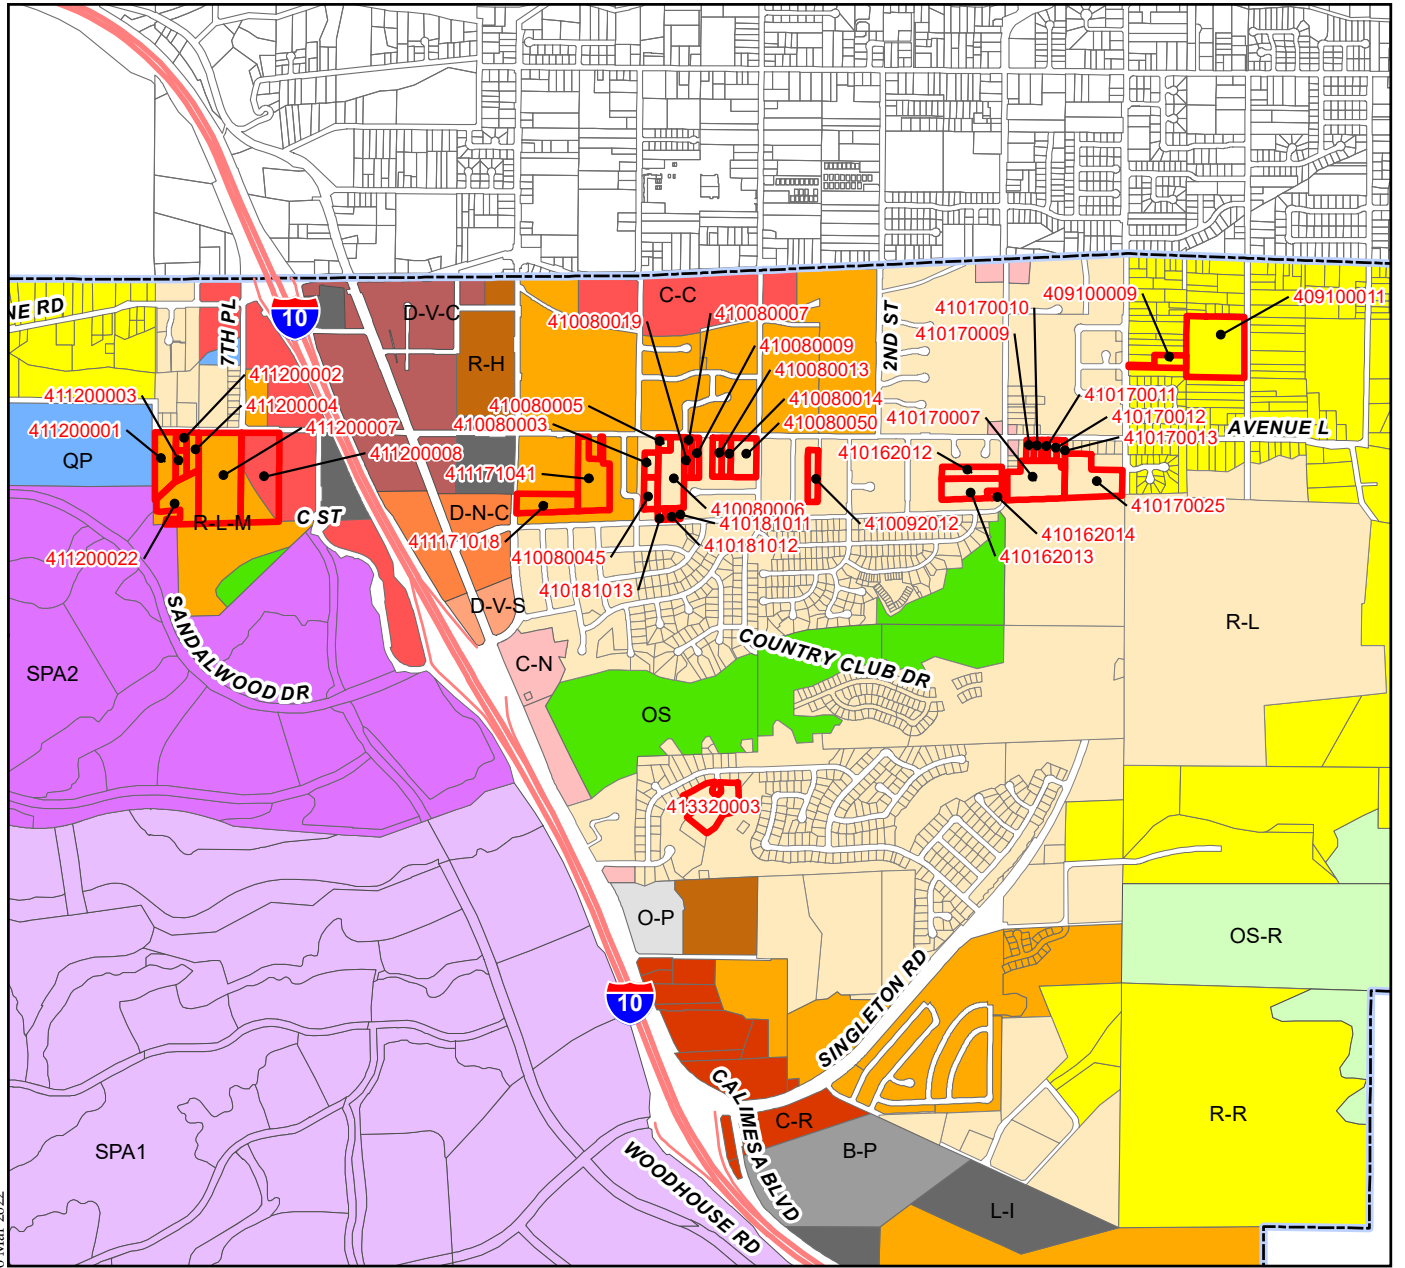 C-C
D-V-C
R-H
NE RD
7TH PL
10
2ND ST
410080019
410080007
410080009
410080013
410080014
410080050
410170010
410170009
409100009
409100011
411200002
411200003
411200004
411200001
411200007
411200008
410080005
410080003
410170007
410170011
410170012
410170013
AVENUE L
QP
411171041
410162012
R-L-M
C ST
D-N-C
411171018
411200022
410080006
410181011
410181012
410080045
410181013
410092012
410170025
410162014
410162013
D-V-S
SANDALWOOD DR
COUNTRY CLUB DR
R-L
C-N
SPA2
OS
413320003
O-P
OS-R
10
SINGLETON RD
CALIMESA BLVD
C-R
R-R
B-P
SPA1
WOODHOUSE RD
L-I